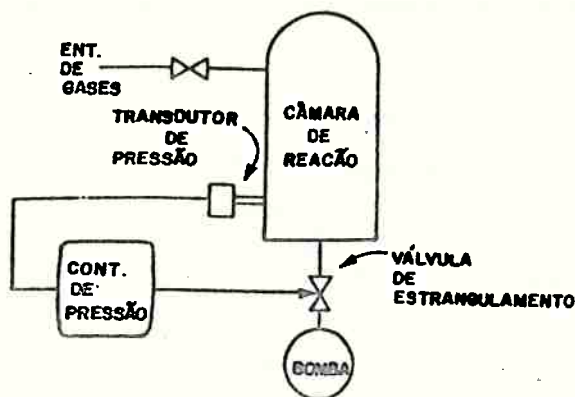 ENT.
DE
GASES
TRANSDUTOR
DE
PRESSÃO
CÂMARA
DE
REACÃO
CONT.
DE
PRESSÃO
VÁLVULA
DE
ESTRANGULAMENTO
BOMBA